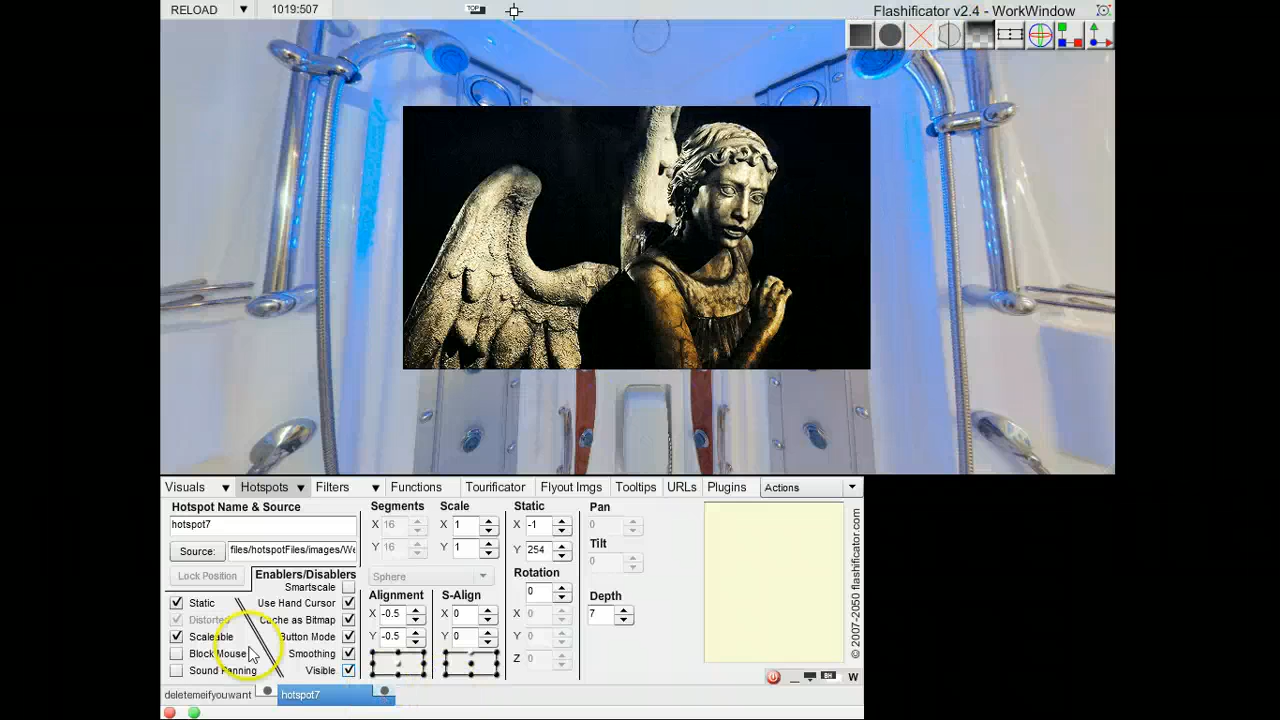 RELOAD 1019:507 TOP Flashificator v2.4 - WorkWindow
Visuals Hotspots Filters Functions Tourificator Flyout Imgs Tooltips URLs Plugins Actions
Hotspot Name & Source Segments Scale Static Pan
hotspot7 X 16 X 1 X -1 0
Source: files/hotspotFiles/images/We Y 16 Y 1 Y 254 Tilt
0
Lock Position Enablers/Disablers Sphere Rotation
Smartscale 0
Static Use Hand Cursor Alignment S-Align Depth
Distorted Cache as Bitmap X -0.5 X 0 X 0 7
Scaleable Button Mode Y -0.5 Y 0 Y 0
Block Mouse Smoothing Z 0
Sound Panning Visible
© 2007-2050 flashificator.com
BH W
deletemeifyouwant hotspot7